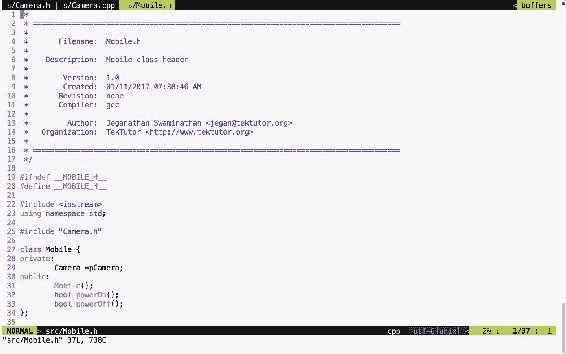 s/Camera.h | s/Camera.cpp s/Mobile.h < buffers
1 /*
2 * ==========================================================================
3 *
4 * Filename: Mobile.h
5 *
6 * Description: Mobile class header
7 *
8 * Version: 1.0
9 * Created: 01/11/2017 07:38:46 AM
10 * Revision: none
11 * Compiler: gcc
12 *
13 * Author: Jeganathan Swaminathan <jegan@tektutor.org>
14 * Organization: TekTutor <http://www.tektutor.org>
15 *
16 * ==========================================================================
17 */
18
19 #ifndef __MOBILE_H__
20 #define __MOBILE_H__
21
22 #include <iostream>
23 using namespace std;
24
25 #include "Camera.h"
26
27 class Mobile {
28 private:
29 Camera *pCamera;
30 public:
31 Mobile();
32 bool powerOn();
33 bool powerOff();
34 };
35
NORMAL > src/Mobile.h cpp utf-8[unix] 2% : 1/37 : 1
"src/Mobile.h" 37L, 738C